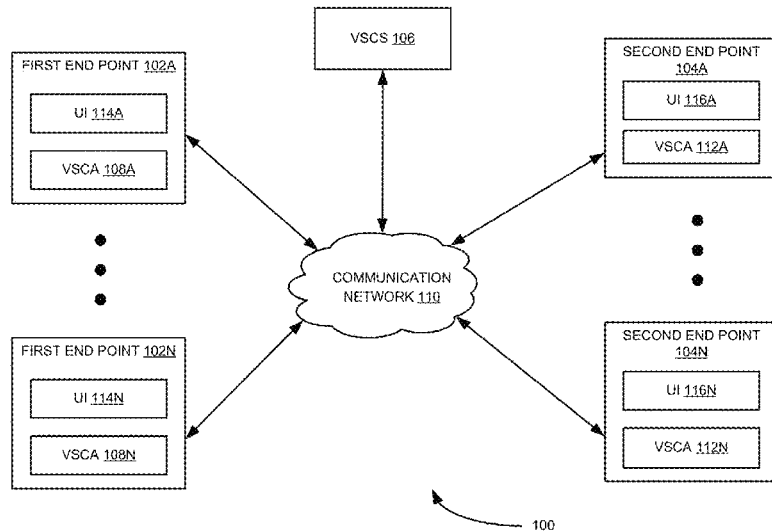 VSCS 106
FIRST END POINT 102A
UI 114A
VSCA 108A
SECOND END POINT
104A
UI 116A
VSCA 112A
COMMUNICATION
NETWORK 110
FIRST END POINT 102N
UI 114N
VSCA 108N
SECOND END POINT
104N
UI 116N
VSCA 112N
100